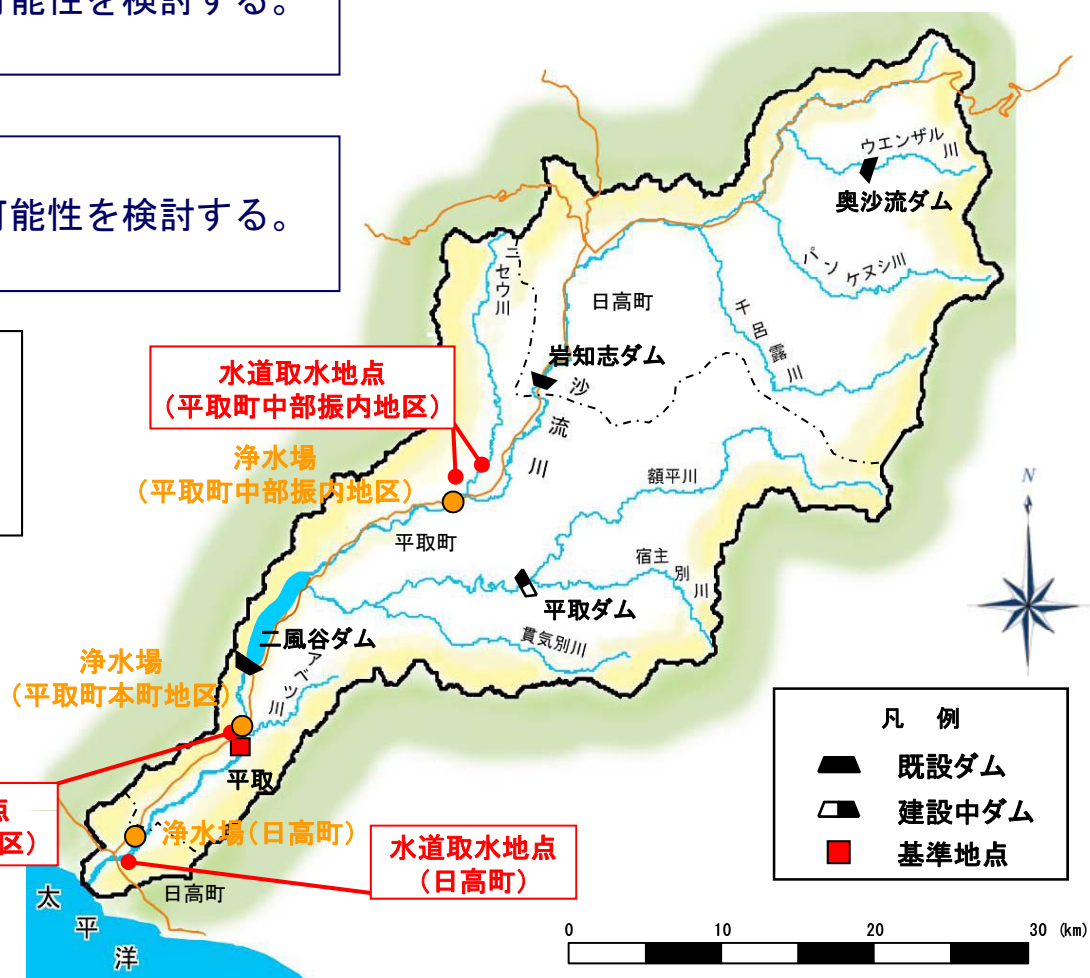 能性を検討する。
可能性を検討する。
ウエンザル川
奥沙流ダム
パンケヌシ川
ニセウ川
日高町
千呂露川
岩知志ダム
水道取水地点
(平取町中部振内地区)
沙流川
浄水場
(平取町中部振内地区)
額平川
N
平取町
宿主別川
平取ダム
二風谷ダム
貫気別川
アベツ川
浄水場
(平取町本町地区)
凡 例
既設ダム
建設中ダム
基準地点
平取
点
区)
浄水場(日高町)
水道取水地点
(日高町)
日高町
太平洋
0 10 20 30 (km)